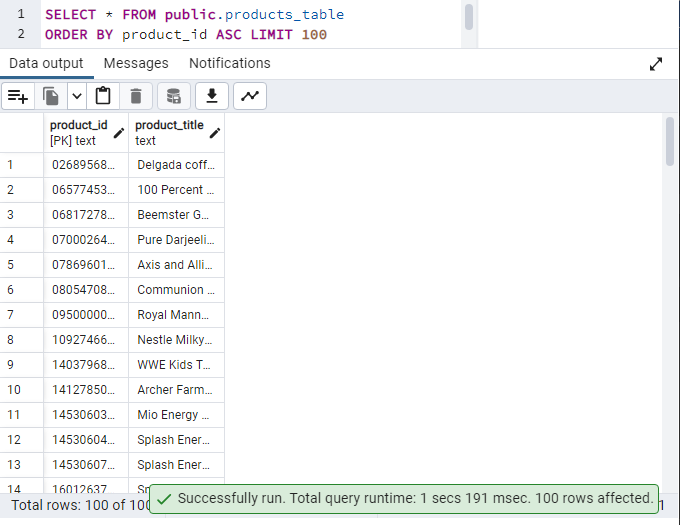 1 SELECT * FROM public.products_table
2 ORDER BY product_id ASC LIMIT 100
Data output Messages Notifications
product_id product_title
[PK] text text
1 02689568... Delgada coff...
2 06577453... 100 Percent ...
3 06817278... Beemster G...
4 07000264... Pure Darjeeli...
5 07869601... Axis and Alli...
6 08054708... Communion ...
7 09500000... Royal Mann...
8 10927466... Nestle Milky...
9 14037968... WWE Kids T...
10 14127850... Archer Farm...
11 14530603... Mio Energy ...
12 14530604... Splash Ener...
13 14530607... Splash Ener...
14 16012637
Total rows: 100 of 100
Successfully run. Total query runtime: 1 secs 191 msec. 100 rows affected.
1